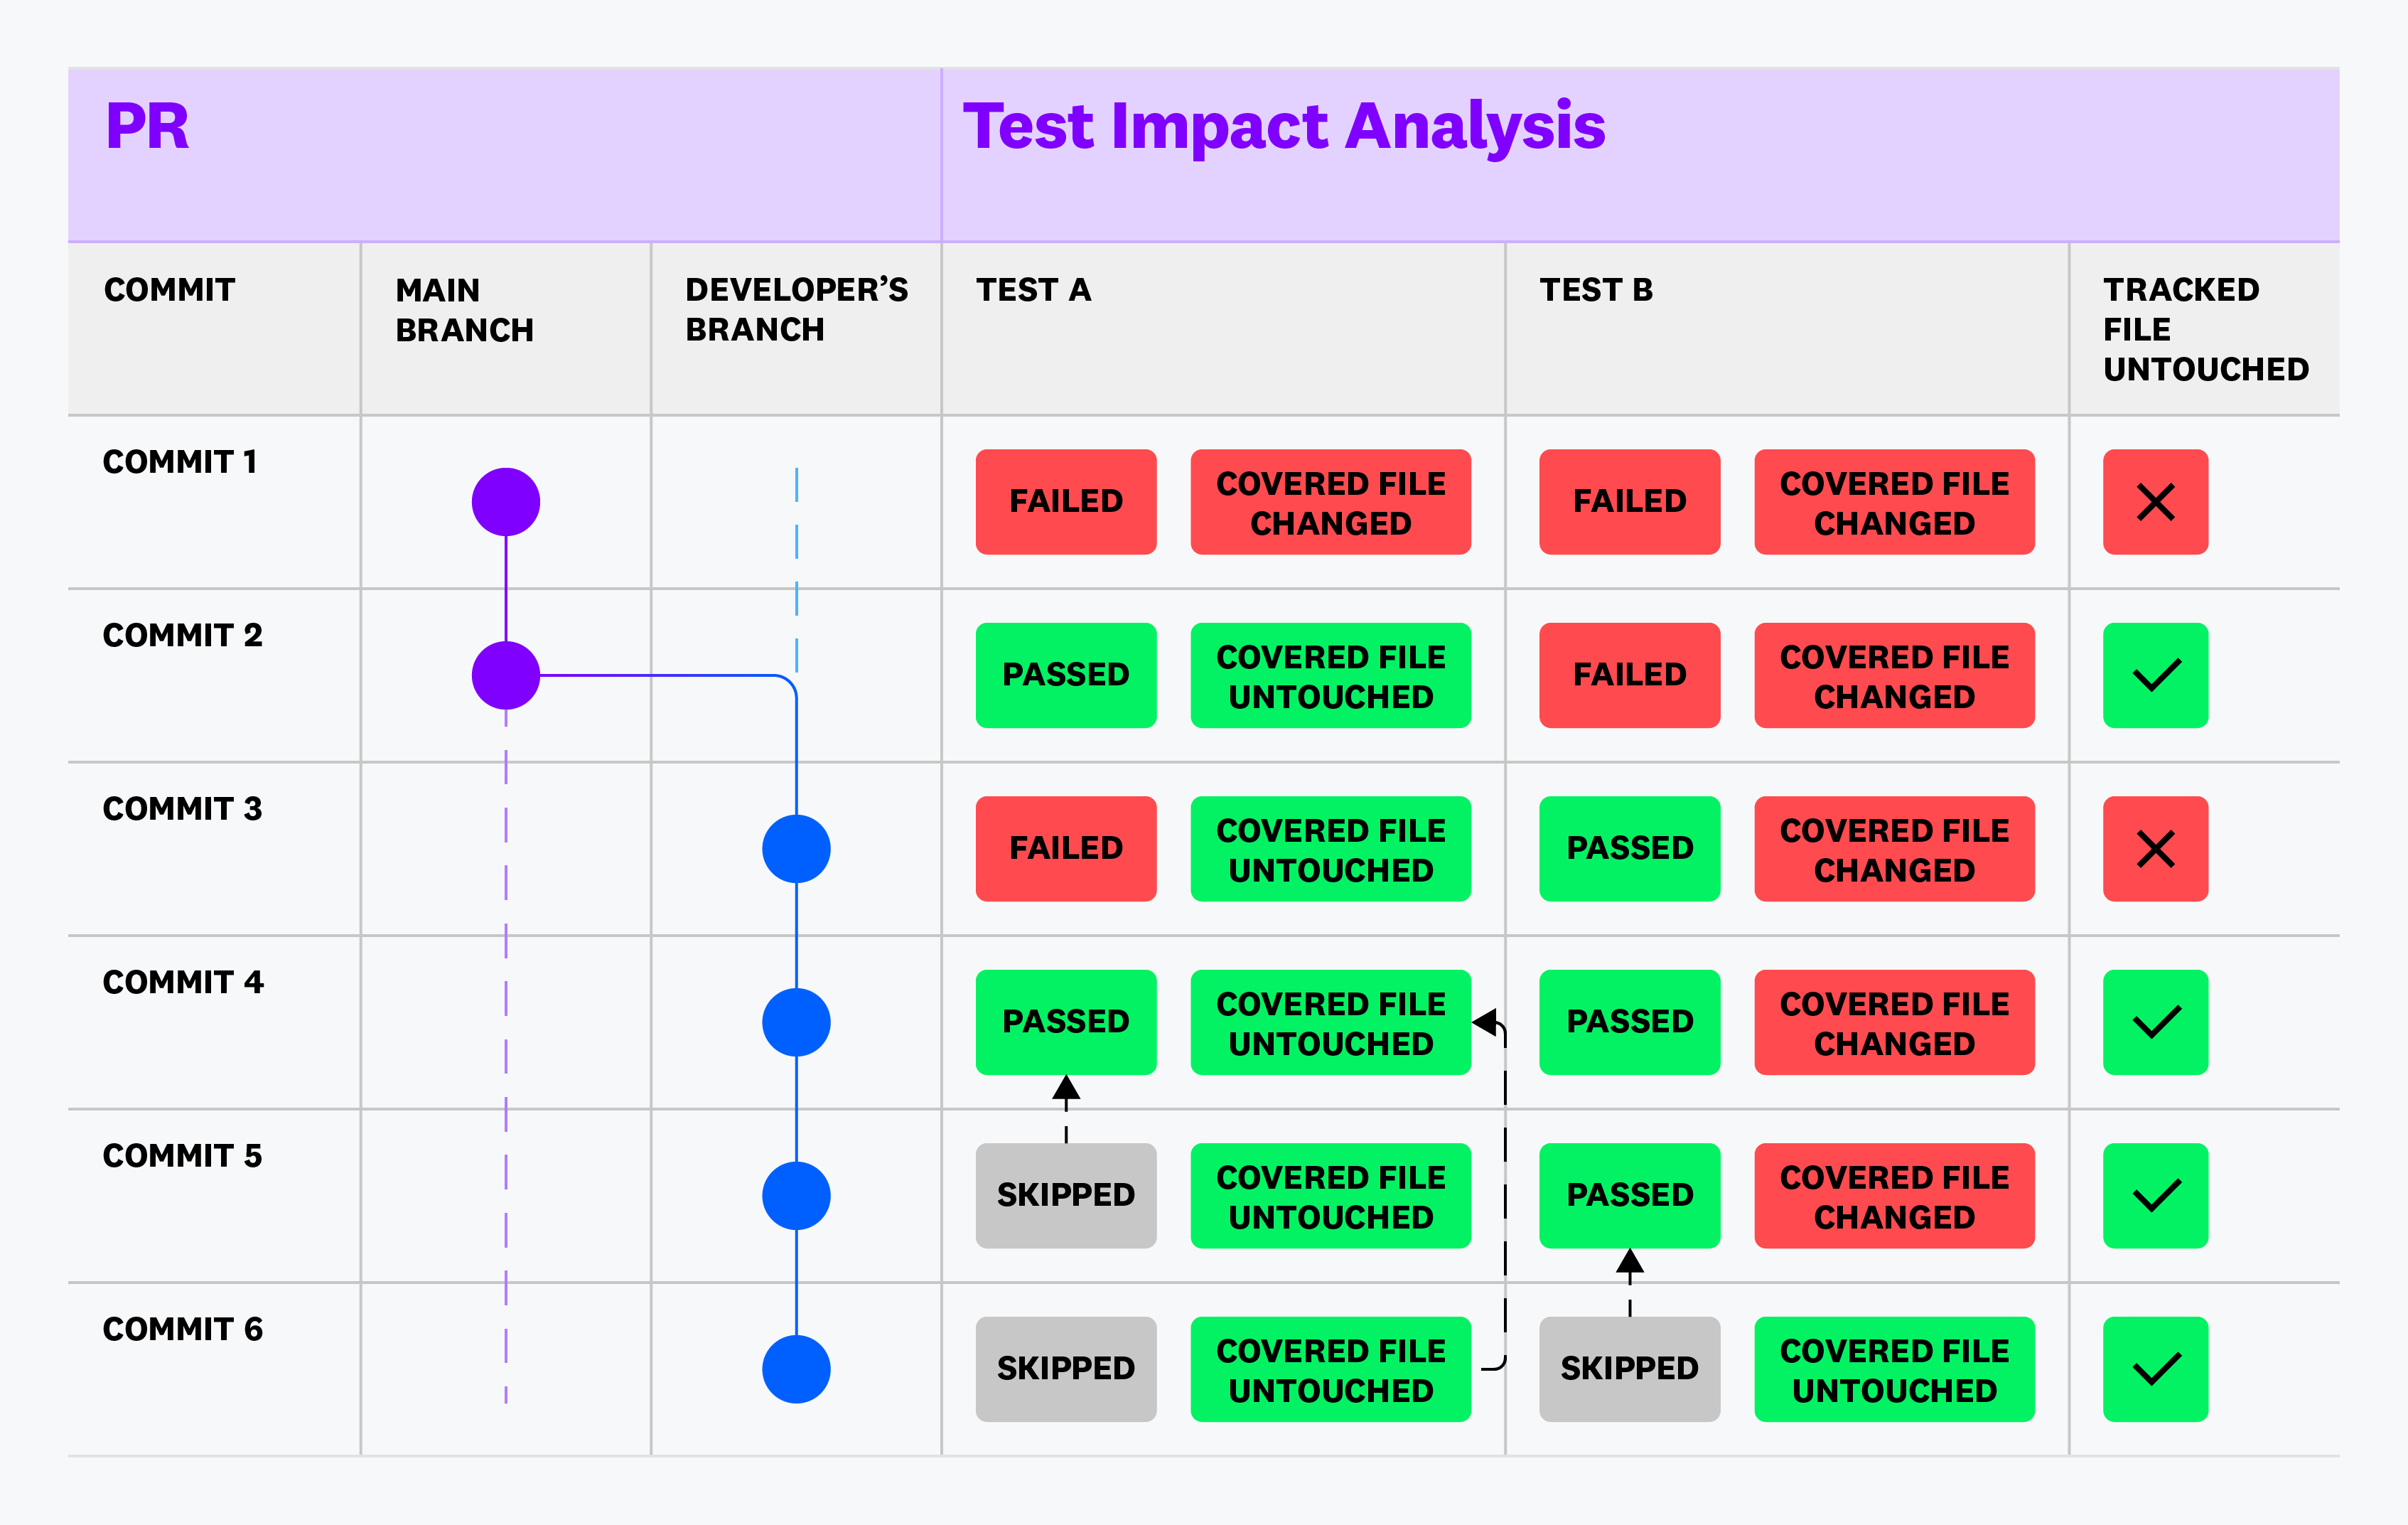 PR
Test Impact Analysis
COMMIT
MAIN
BRANCH
DEVELOPER’S
BRANCH
TEST A
TEST B
TRACKED
FILE
UNTOUCHED
COMMIT 1
FAILED
COVERED FILE
CHANGED
FAILED
COVERED FILE
CHANGED
COMMIT 2
PASSED
COVERED FILE
UNTOUCHED
FAILED
COVERED FILE
CHANGED
COMMIT 3
FAILED
COVERED FILE
UNTOUCHED
PASSED
COVERED FILE
CHANGED
COMMIT 4
PASSED
COVERED FILE
UNTOUCHED
PASSED
COVERED FILE
CHANGED
COMMIT 5
SKIPPED
COVERED FILE
UNTOUCHED
PASSED
COVERED FILE
CHANGED
COMMIT 6
SKIPPED
COVERED FILE
UNTOUCHED
SKIPPED
COVERED FILE
UNTOUCHED